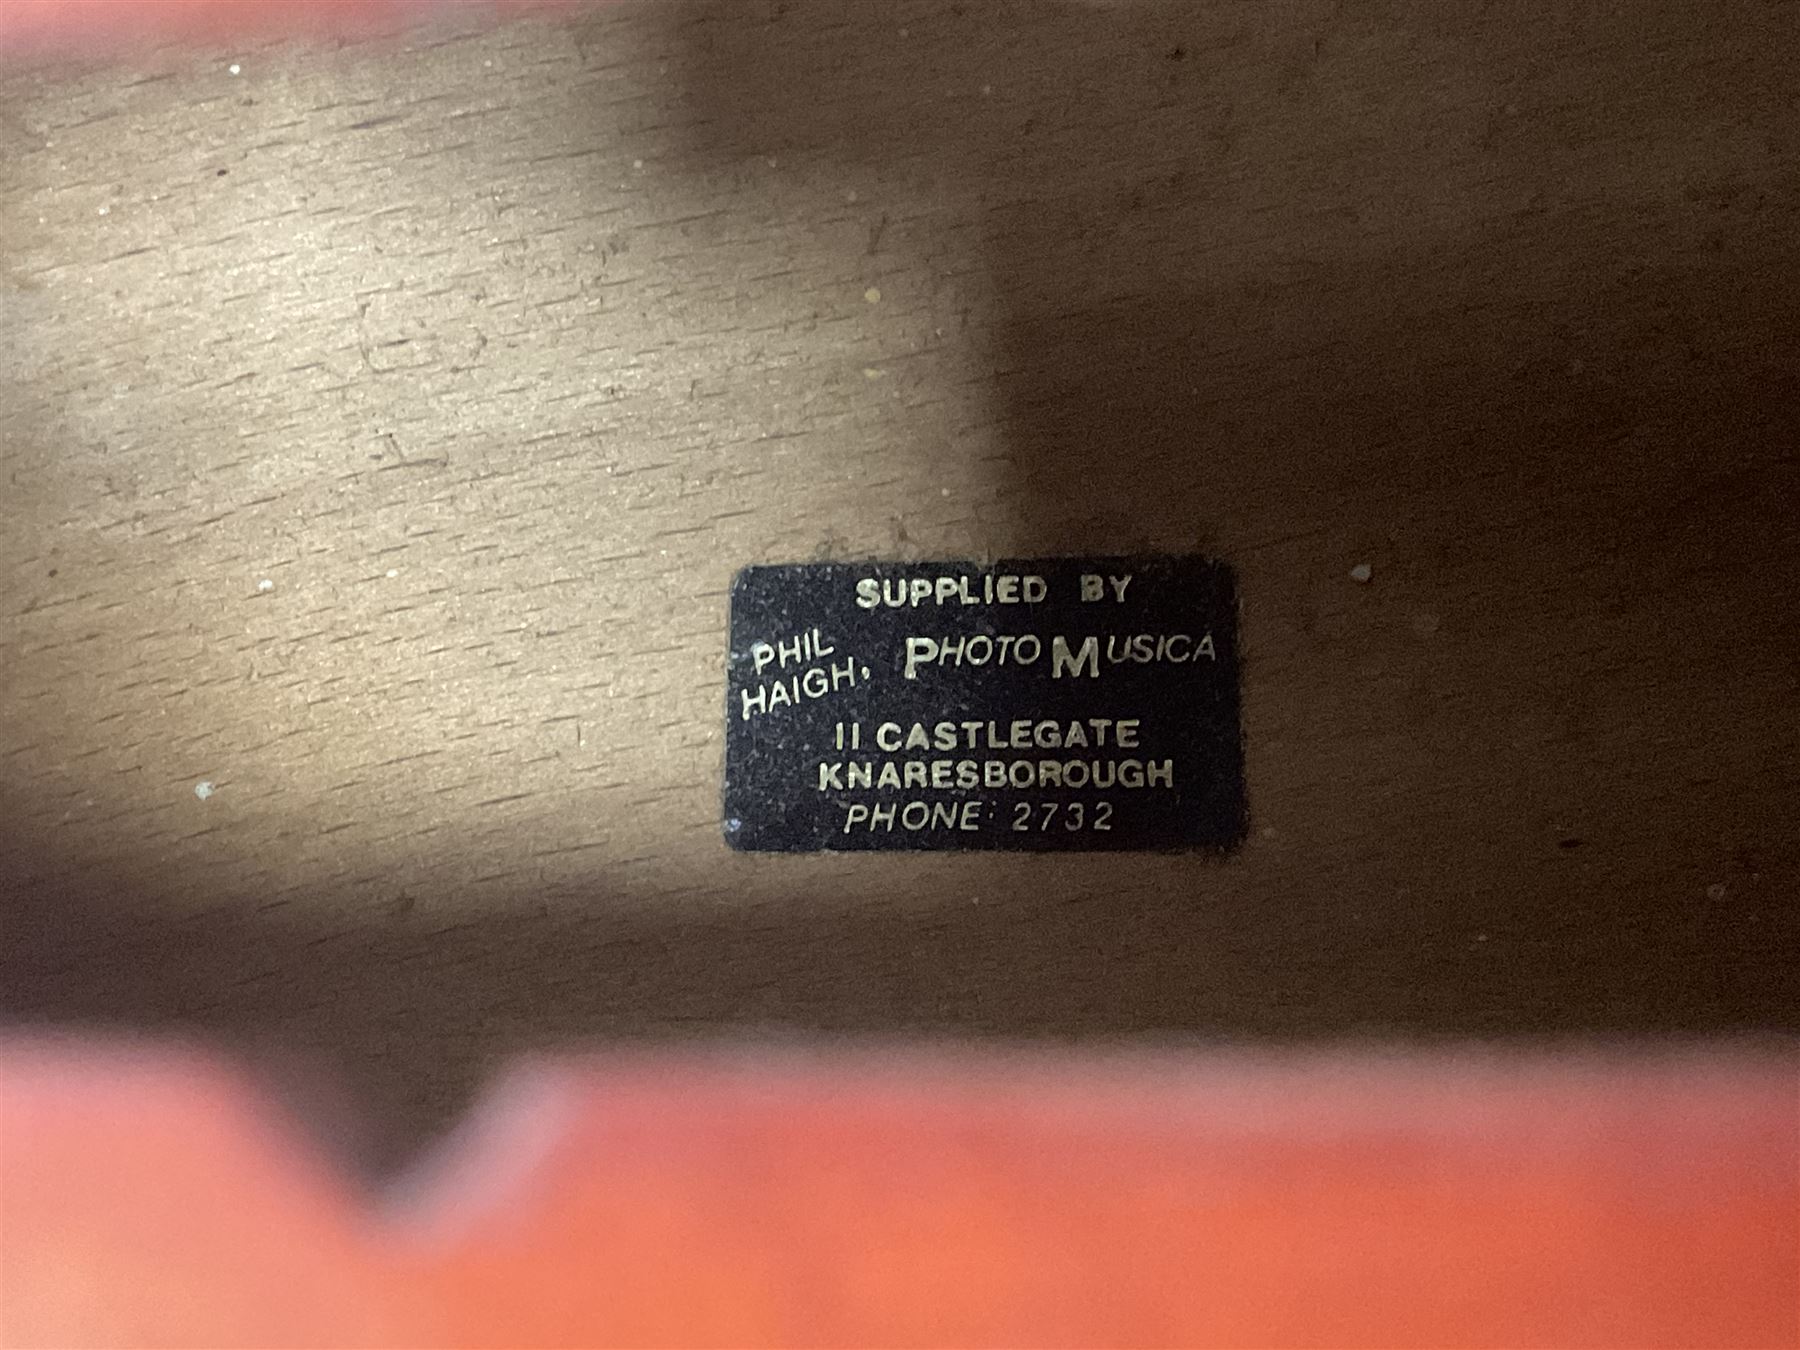 SUPPLIED BY
PHIL HAIGH, PHOTO MUSICA
11 CASTLEGATE
KNARESBOROUGH
PHONE: 2732